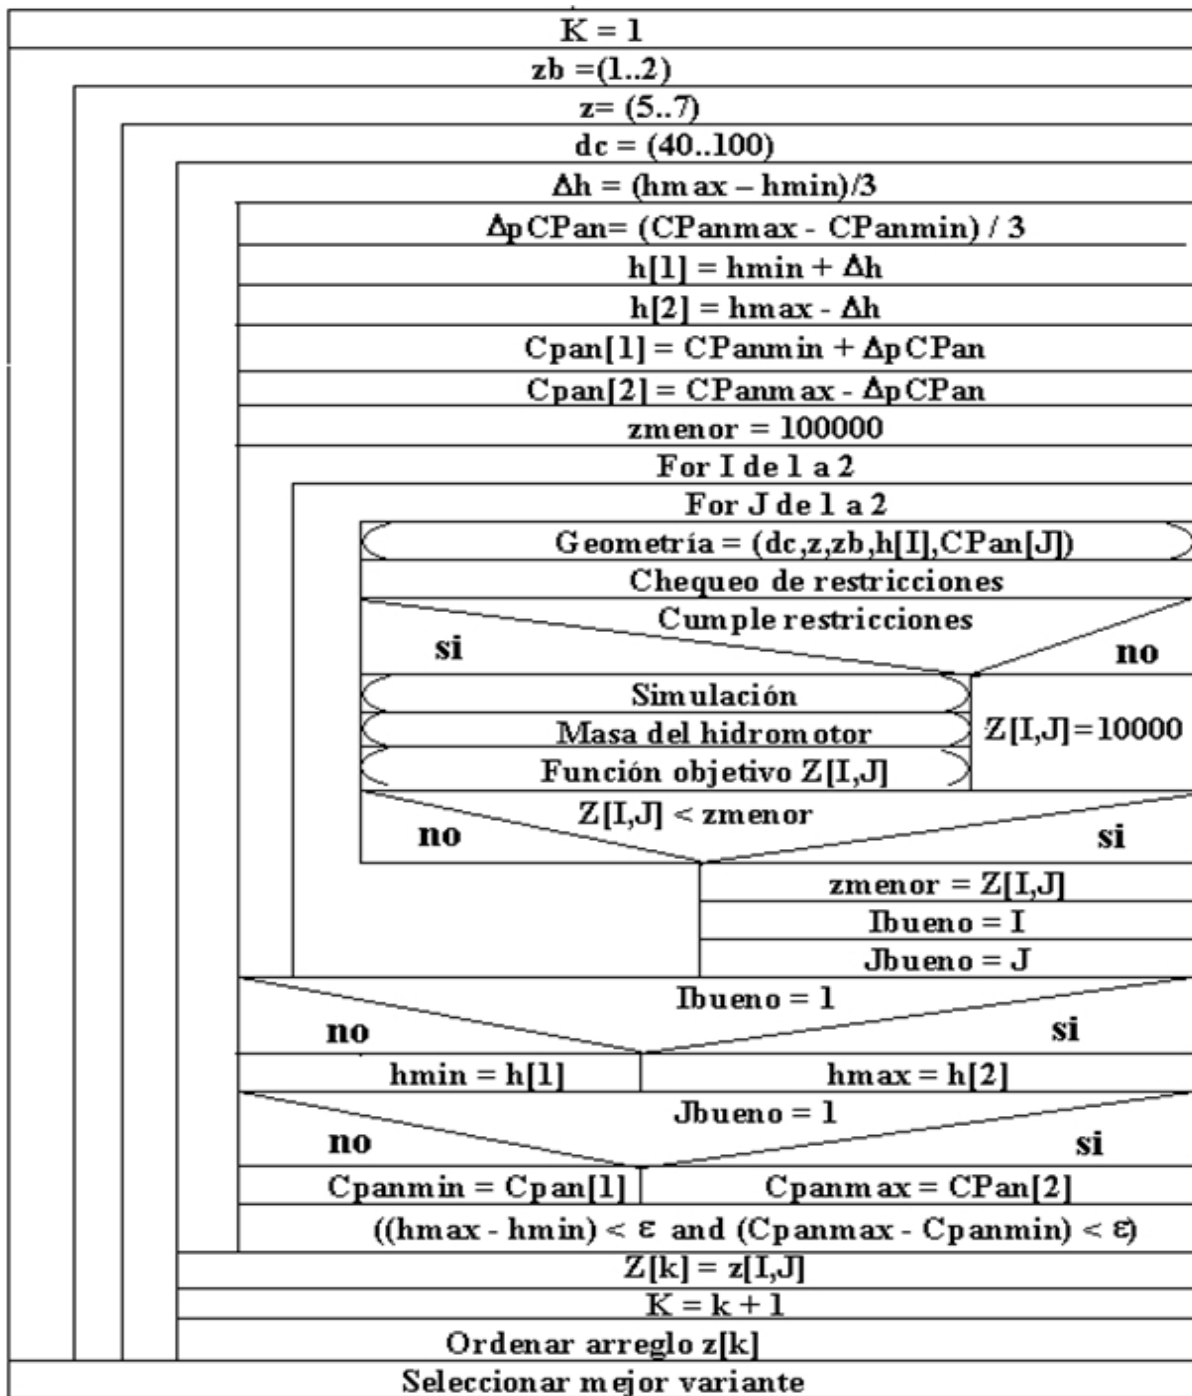 K = 1
zb =(1..2)
z= (5..7)
dc = (40..100)
Δh = (hmax – hmin)/3
ΔpCPan= (CPanmax - CPanmin) / 3
h[1] = hmin + Δh
h[2] = hmax - Δh
Cpan[1] = CPanmin + ΔpCPan
Cpan[2] = CPanmax - ΔpCPan
zmenor = 100000
For I de 1 a 2
For J de 1 a 2
Geometría = (dc,z,zb,h[I],CPan[J])
Chequeo de restricciones
Cumple restricciones
si no
Simulación
Masa del hidromotor Z[I,J]=10000
Función objetivo Z[I,J]
Z[I,J] < zmenor
no si
zmenor = Z[I,J]
Ibueno = I
Jbueno = J
Ibueno = 1
no si
hmin = h[1] hmax = h[2]
Jbueno = 1
no si
Cpanmin = Cpan[1] Cpanmax = CPan[2]
((hmax - hmin) < ε and (Cpanmax - Cpanmin) < ε)
Z[k] = z[I,J]
K = k + 1
Ordenar arreglo z[k]
Seleccionar mejor variante